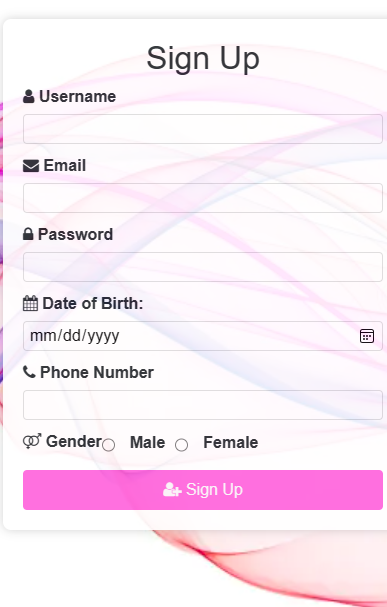 Sign Up
Username
Email
Password
Date of Birth:
mm/dd/yyyy
Phone Number
Gender Male Female
Sign Up